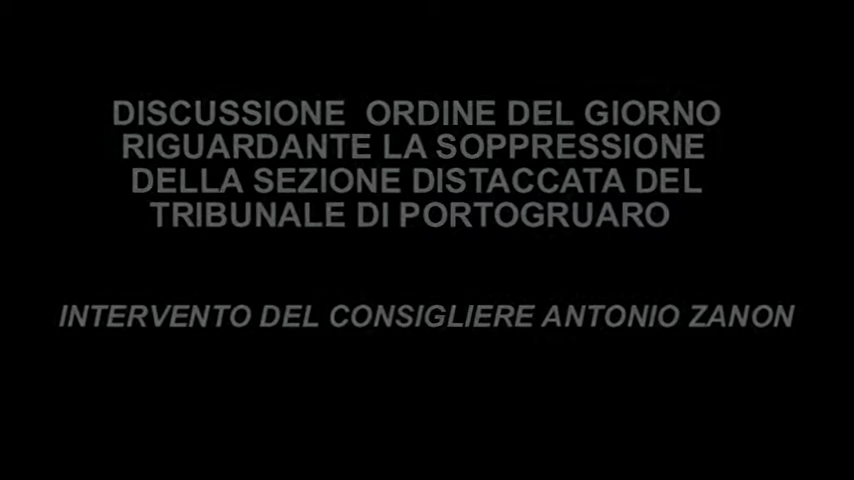 DISCUSSIONE ORDINE DEL GIORNO
RIGUARDANTE LA SOPPRESSIONE
DELLA SEZIONE DISTACCATA DEL
TRIBUNALE DI PORTOGRUARO
INTERVENTO DEL CONSIGLIERE ANTONIO ZANON